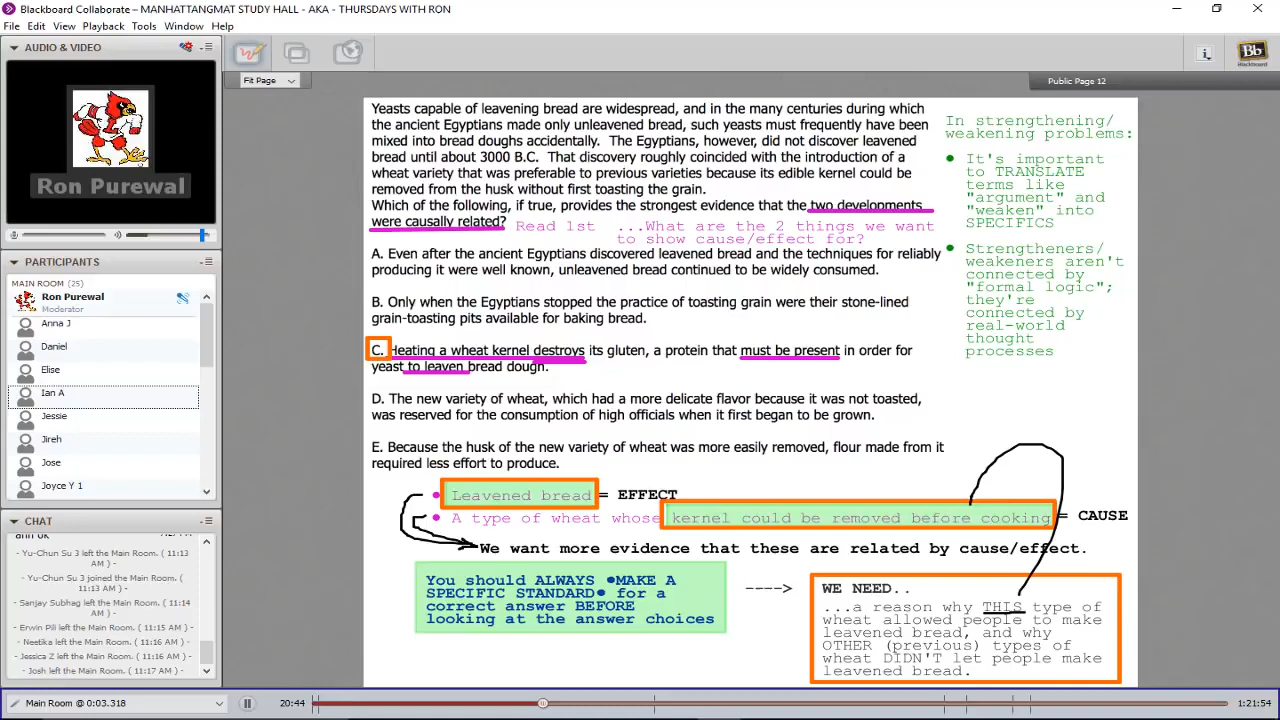 Blackboard Collaborate – MANHATTANGMAT STUDY HALL - AKA - THURSDAYS WITH RON
File Edit View Playback Tools Window Help
AUDIO & VIDEO
Ron Purewal
PARTICIPANTS
MAIN ROOM (25)
Ron Purewal
Moderator
Anna J
Daniel
Elise
Ian A
Jessie
Jireh
Jose
Joyce Y 1
CHAT
- Yu-Chun Su 3 left the Main Room. ( 11:13
AM ) -
- Yu-Chun Su 3 joined the Main Room. (
11:13 AM ) -
- Sanjay Subhag left the Main Room. ( 11:14
AM ) -
- Erwin Pili left the Main Room. ( 11:15 AM ) -
- Neetika left the Main Room. ( 11:16 AM ) -
- Jessica Z left the Main Room. ( 11:16 AM ) -
- Josh left the Main Room. ( 11:17 AM ) -
Main Room @ 0:03.318
20:44
1:21:54
Fit Page
Public Page 12
Bb
Blackboard
Yeasts capable of leavening bread are widespread, and in the many centuries during which
the ancient Egyptians made only unleavened bread, such yeasts must frequently have been
mixed into bread doughs accidentally. The Egyptians, however, did not discover leavened
bread until about 3000 B.C. That discovery roughly coincided with the introduction of a
wheat variety that was preferable to previous varieties because its edible kernel could be
removed from the husk without first toasting the grain.
Which of the following, if true, provides the strongest evidence that the two developments
were causally related?
Read 1st ...What are the 2 things we want
to show cause/effect for?
A. Even after the ancient Egyptians discovered leavened bread and the techniques for reliably
producing it were well known, unleavened bread continued to be widely consumed.
B. Only when the Egyptians stopped the practice of toasting grain were their stone-lined
grain-toasting pits available for baking bread.
C. Heating a wheat kernel destroys its gluten, a protein that must be present in order for
yeast to leaven bread dough.
D. The new variety of wheat, which had a more delicate flavor because it was not toasted,
was reserved for the consumption of high officials when it first began to be grown.
E. Because the husk of the new variety of wheat was more easily removed, flour made from it
required less effort to produce.
• Leavened bread = EFFECT
• A type of wheat whose kernel could be removed before cooking = CAUSE
We want more evidence that these are related by cause/effect.
You should ALWAYS •MAKE A
SPECIFIC STANDARD• for a
correct answer BEFORE
looking at the answer choices
---->
WE NEED..
...a reason why THIS type of
wheat allowed people to make
leavened bread, and why
OTHER (previous) types of
wheat DIDN'T let people make
leavened bread.
In strengthening/
weakening problems:
• It's important
to TRANSLATE
terms like
"argument" and
"weaken" into
SPECIFICS
• Strengtheners/
weakeners aren't
connected by
"formal logic";
they're
connected by
real-world
thought
processes